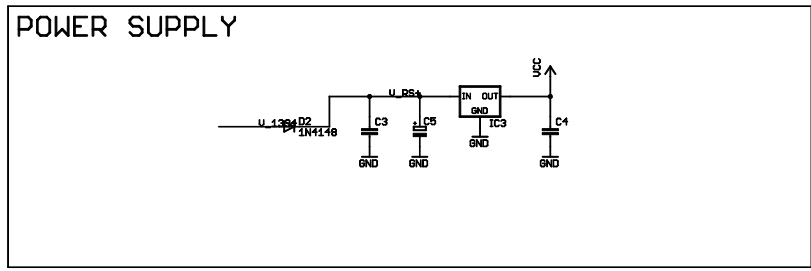 POWER SUPPLY
VCC
U_RS+
IN OUT
GND
U_1394
D2
1N4148
C3
C5
IC3
C4
GND
GND
GND
GND